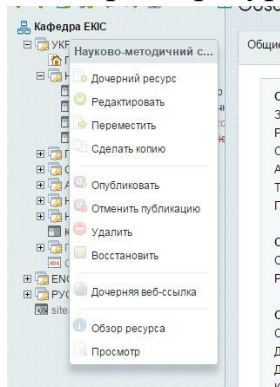 Кафедра ЕКІС
УКР
Науково-методичний с...
Общие
Дочерний ресурс
Редактировать
Переместить
Сделать копию
Опубликовать
Отменить публикацию
Удалить
Восстановить
Дочерняя веб-ссылка
ENG
РУС
site
Обзор ресурса
Просмотр